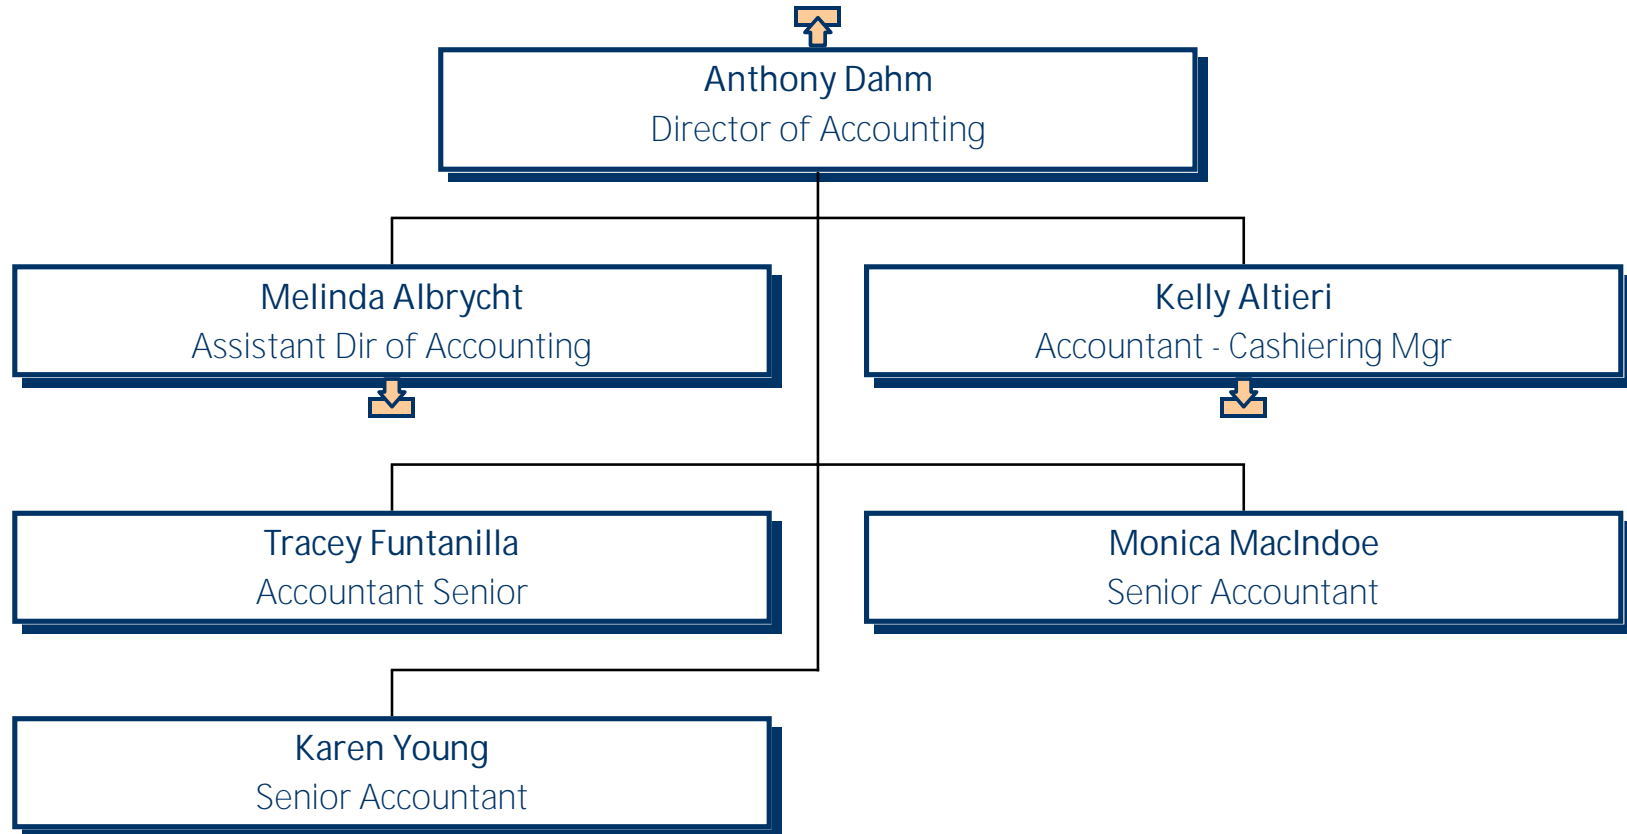 Anthony Dahm
Director of Accounting
Melinda Albrycht
Assistant Dir of Accounting
Kelly Altieri
Accountant - Cashiering Mgr
Tracey Funtanilla
Accountant Senior
Monica MacIndoe
Senior Accountant
Karen Young
Senior Accountant